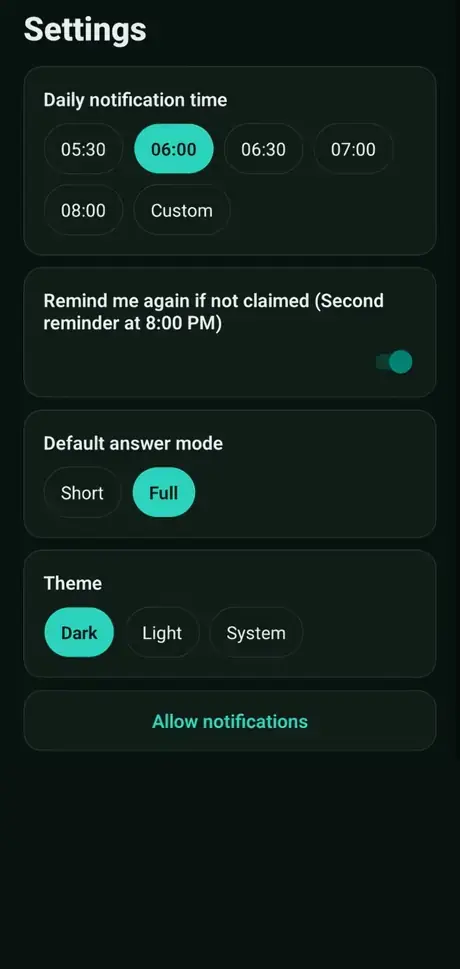 Settings
Daily notification time
05:30 06:00 06:30 07:00
08:00 Custom
Remind me again if not claimed (Second
reminder at 8:00 PM)
Default answer mode
Short Full
Theme
Dark Light System
Allow notifications